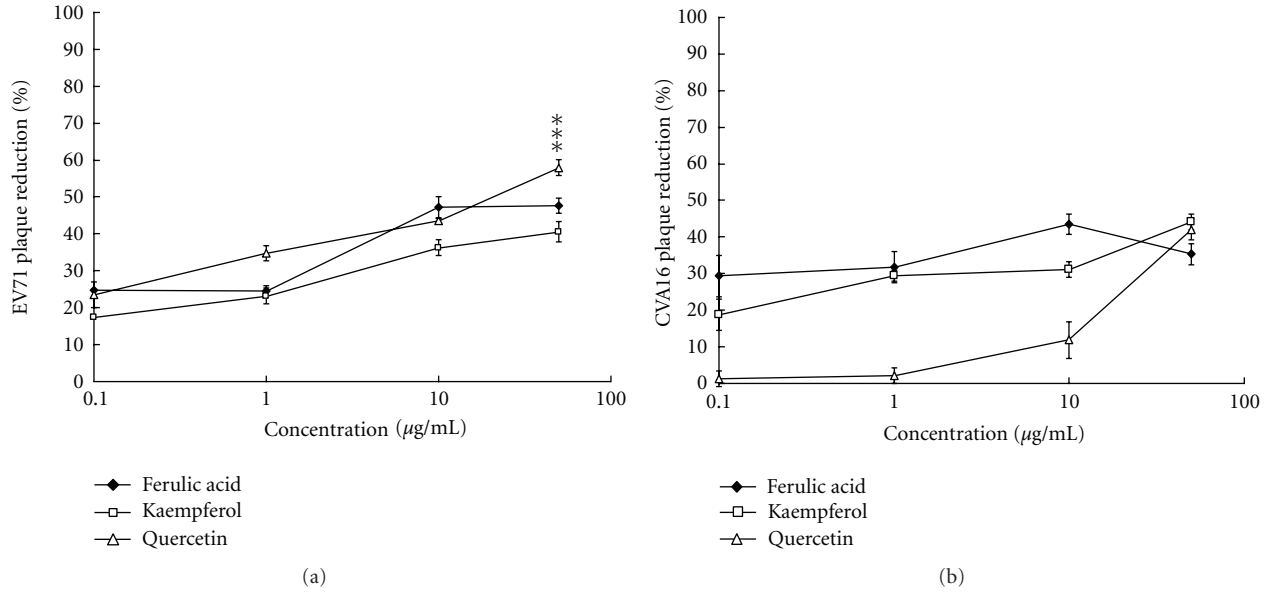 100
90
80
70
60
50
40
30
20
10
0
EV71 plaque reduction (%)
***
0.1 1 10 100
Concentration (µg/mL)
Ferulic acid
Kaempferol
Quercetin
(a)
100
90
80
70
60
50
40
30
20
10
0
CVA16 plaque reduction (%)
0.1 1 10 100
Concentration (µg/mL)
Ferulic acid
Kaempferol
Quercetin
(b)